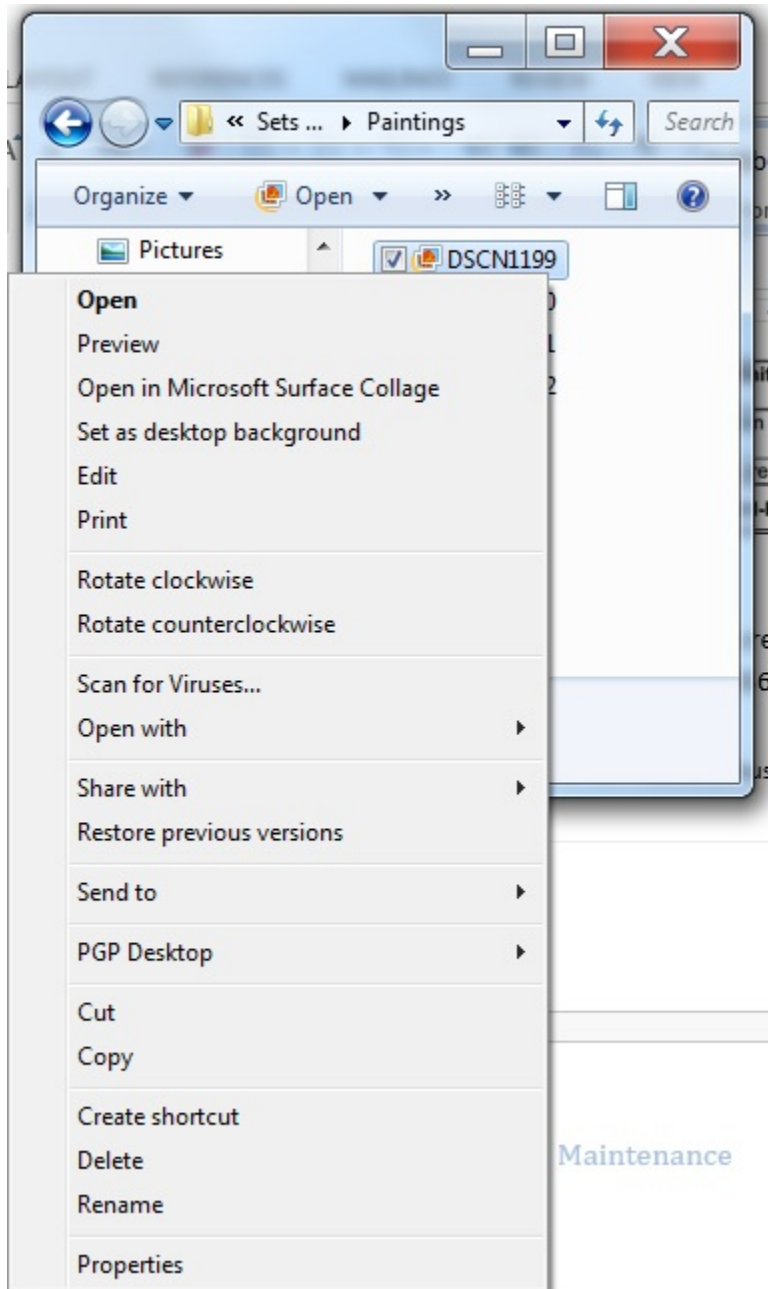 « Sets ... Paintings Search
Organize Open »
Pictures DSCN1199
Open
0
Preview
1
Open in Microsoft Surface Collage
2
Set as desktop background
Edit
Print
Rotate clockwise
Rotate counterclockwise
Scan for Viruses...
Open with
Share with
Restore previous versions
Send to
PGP Desktop
Cut
Copy
Create shortcut
Delete
Maintenance
Rename
Properties